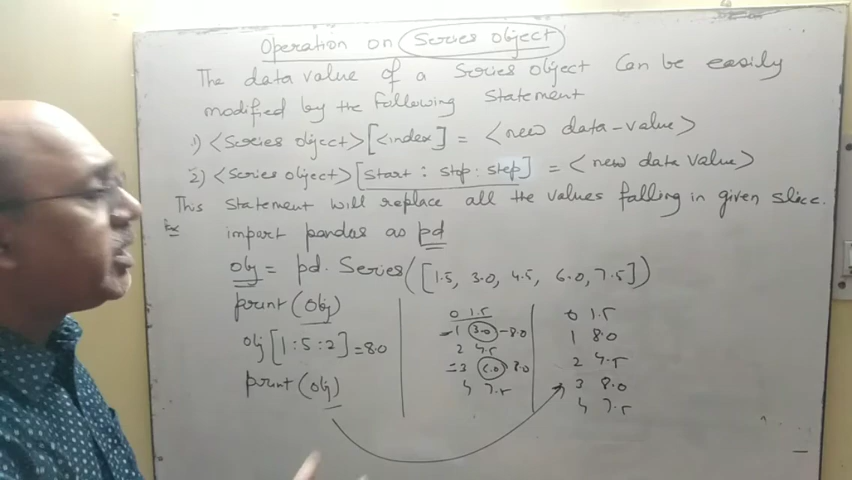 Operation on Series object
The data value of a Series object can be easily
modified by the following statement
1) <Series object>[<index] = <new data-value>
2) <Series object>[start : stop : step] = <new data value>
This statement will replace all the values falling in given slice.
Ex import pandas as pd
obj = pd. Series([1.5, 3.0, 4.5, 6.0, 7.5])
print(obj)
obj[1:5:2]=8.0
print(obj)
0 1.5
1 3.0 - 8.0
2 4.5
3 6.0 - 8.0
4 7.5
0 1.5
1 8.0
2 4.5
3 8.0
4 7.5